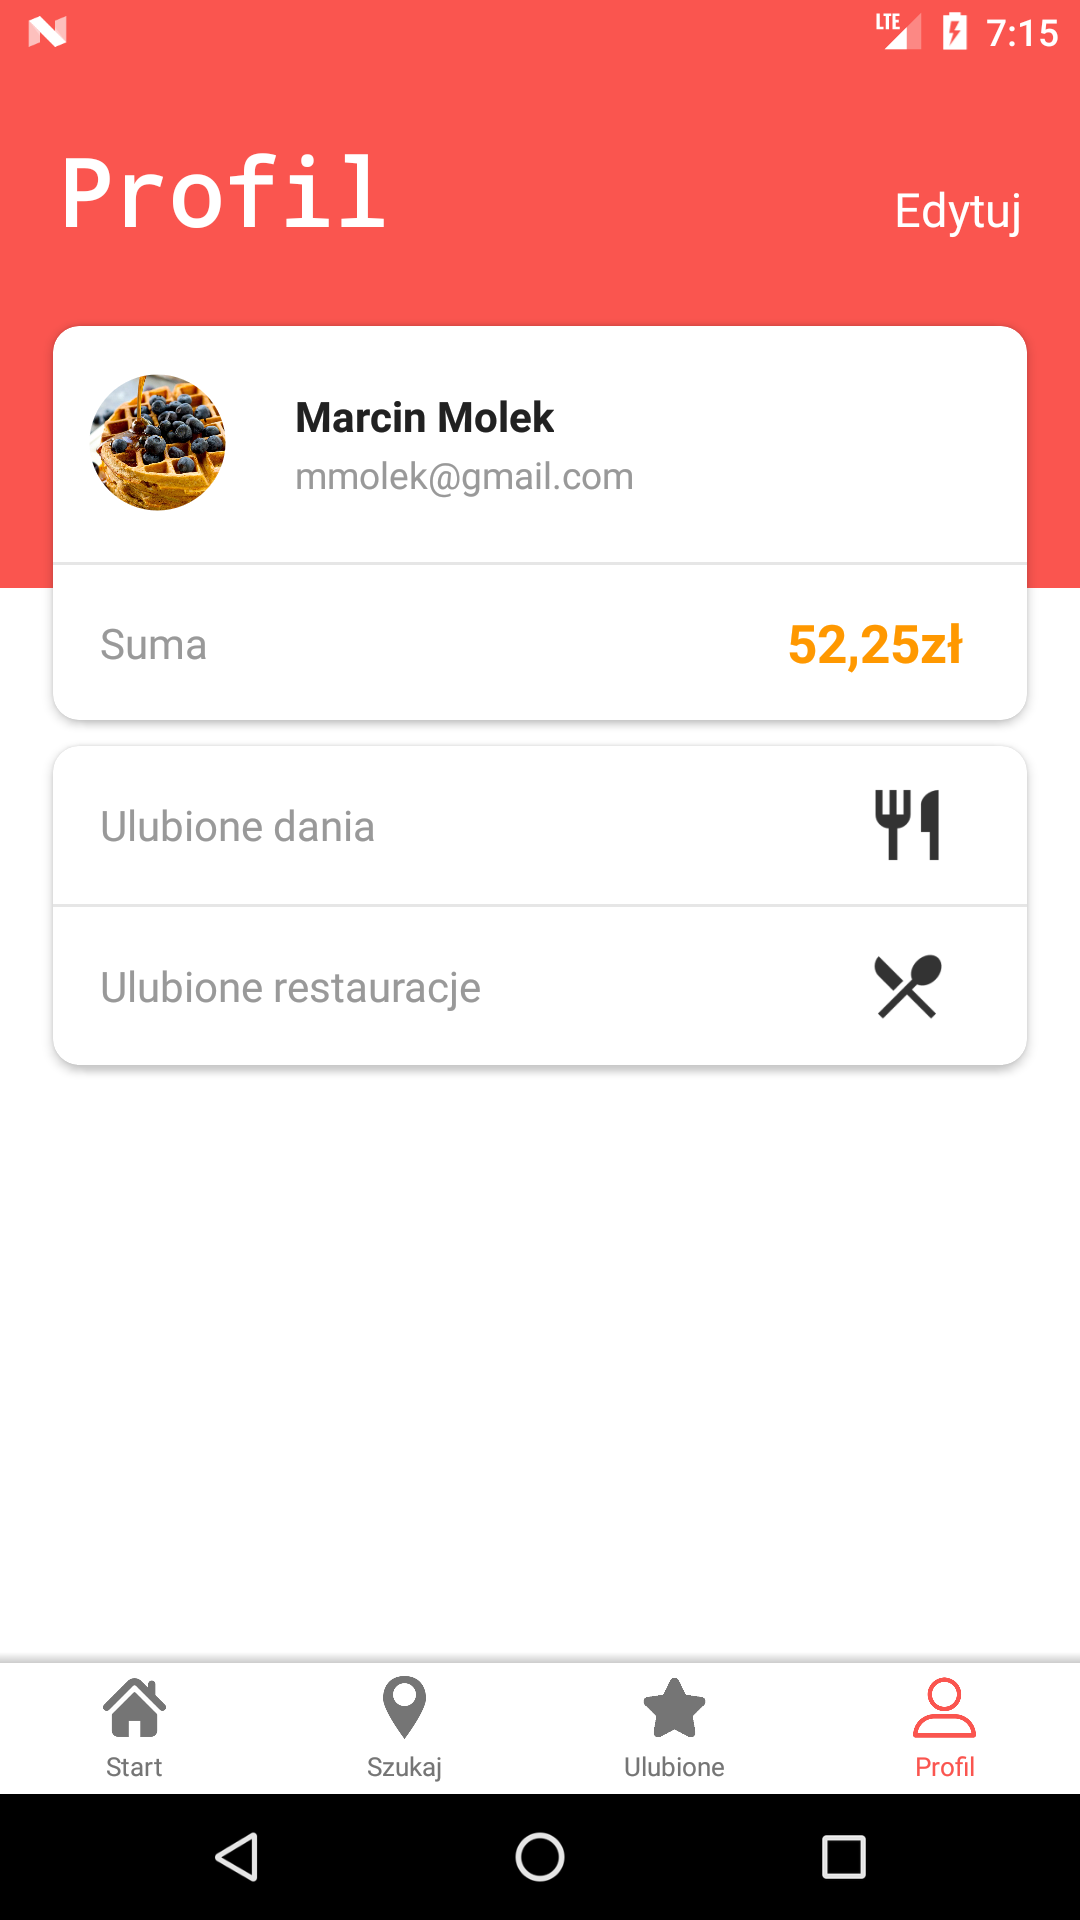 LTE 7:15
Profil
Edytuj
Marcin Molek
mmolek@gmail.com
Suma 52,25zł
Ulubione dania
Ulubione restauracje
Start Szukaj Ulubione Profil